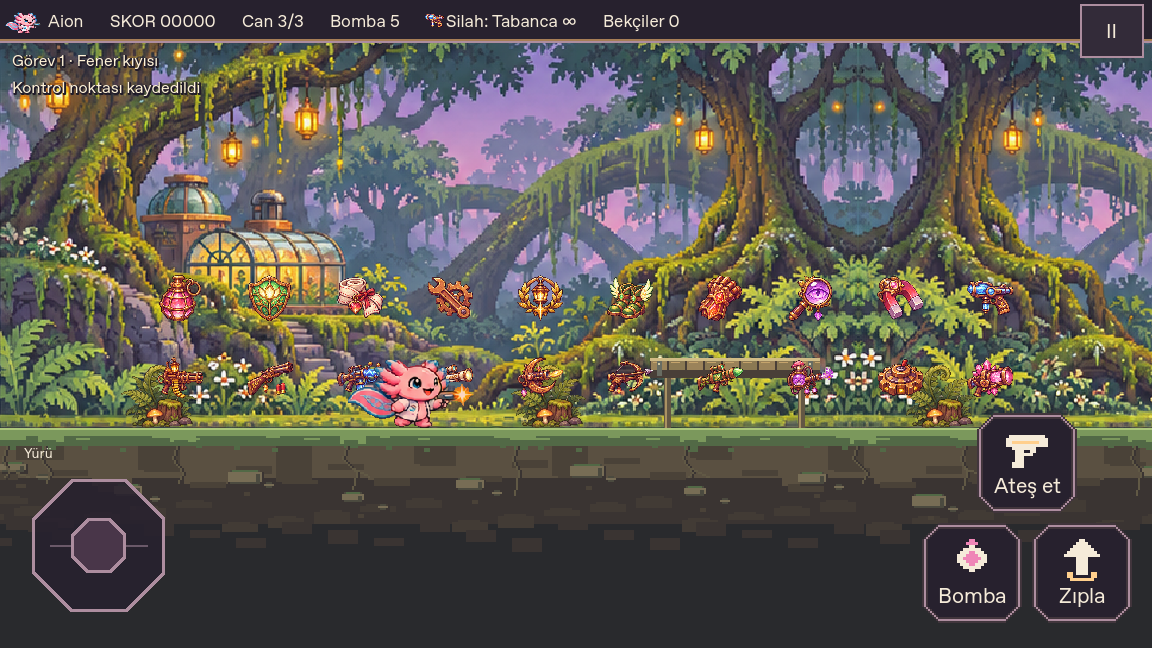 Aion SKOR 00000 Can 3/3 Bomba 5 Silah: Tabanca ∞ Bekçiler 0 II
Görev 1 · Fener kıyısı
Kontrol noktası kaydedildi
Yürü
Ateş et
Bomba
Zıpla